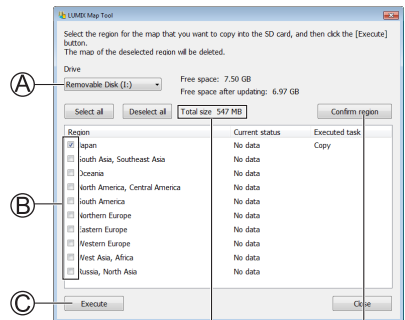 LUMIX Map Tool
Select the region for the map that you want to copy into the SD card, and then click the [Execute]
button.
The map of the deselected region will be deleted.
Drive
A
Removable Disk (I:)
Free space: 7.50 GB
Free space after updating: 6.97 GB
Select all Deselect all Total size 547 MB Confirm region
Region Current status Executed task
Japan No data Copy
South Asia, Southeast Asia No data
Oceania No data
North America, Central America No data
B
South America No data
Northern Europe No data
Eastern Europe No data
Western Europe No data
West Asia, Africa No data
Russia, North Asia No data
C
Execute Close